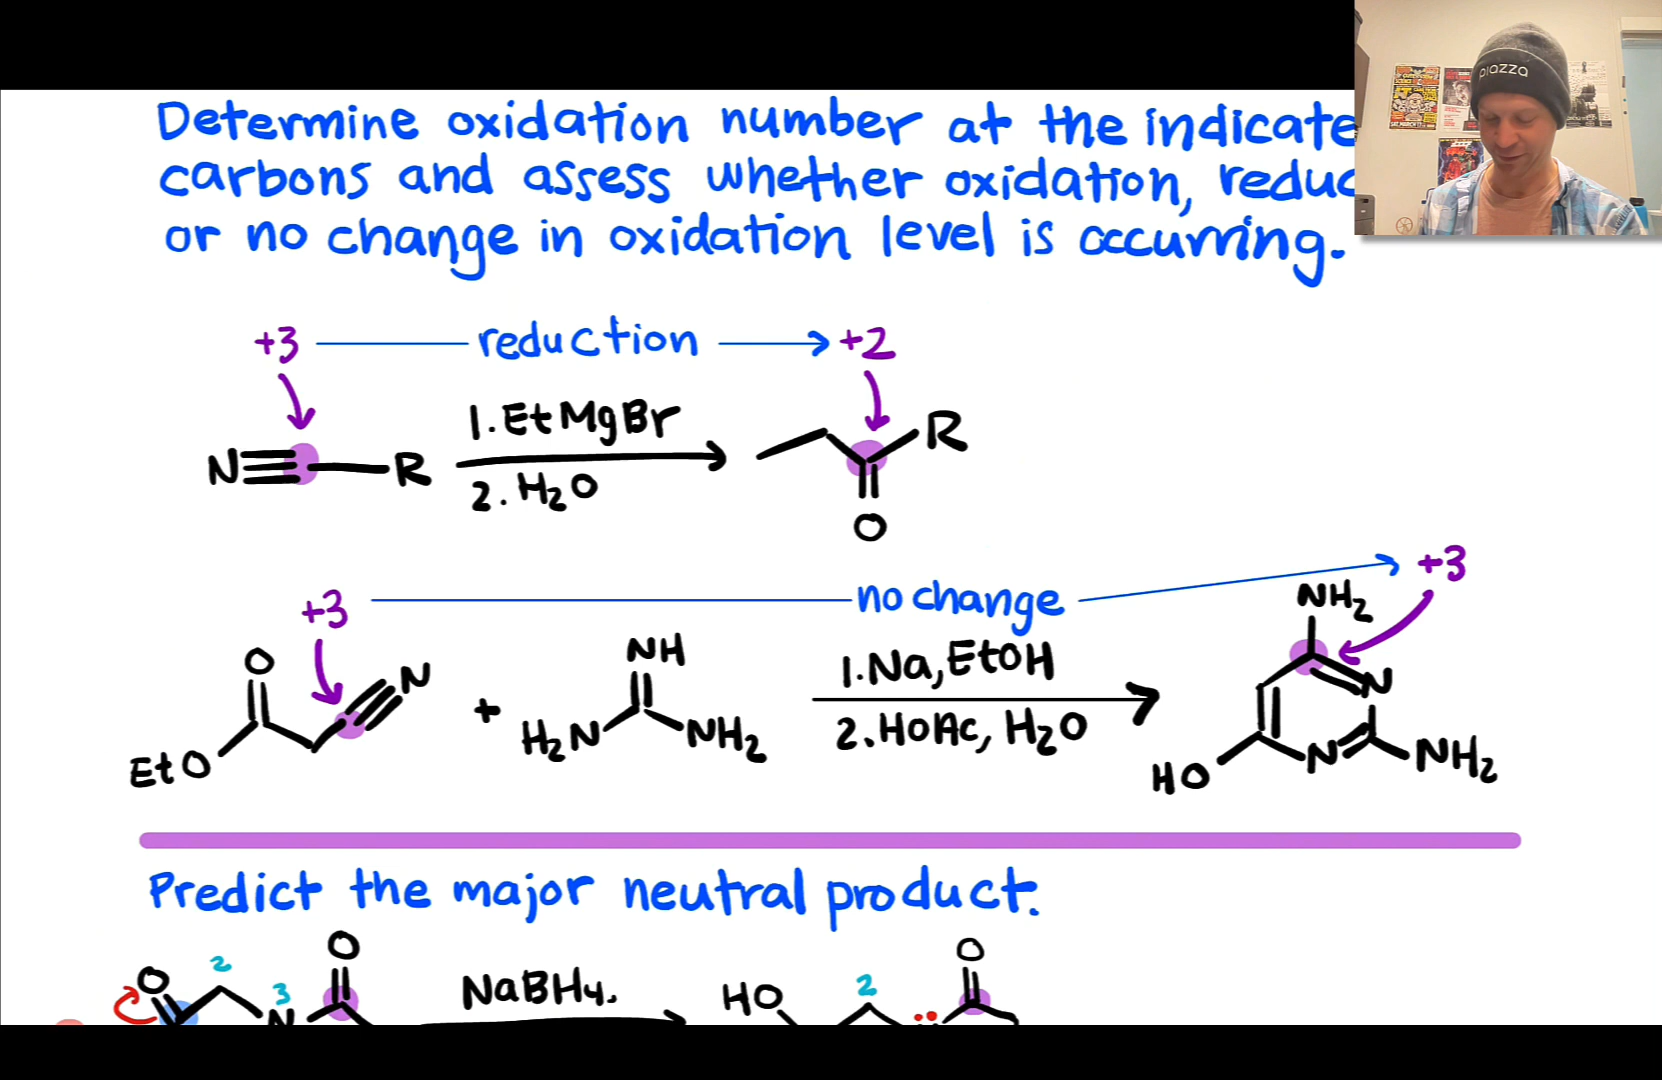 piazza
Determine oxidation number at the indicate
carbons and assess whether oxidation, reduc
or no change in oxidation level is occurring.
+3 reduction +2
1. EtMgBr
N R R
2. H2O
O
+3
no change
+3
NH2
O N NH 1. Na, EtOH
N
+ H2N NH2 2. HOAc, H2O
EtO HO N NH2
Predict the major neutral product.
O O
O 2 3 N NaBH4. HO 2